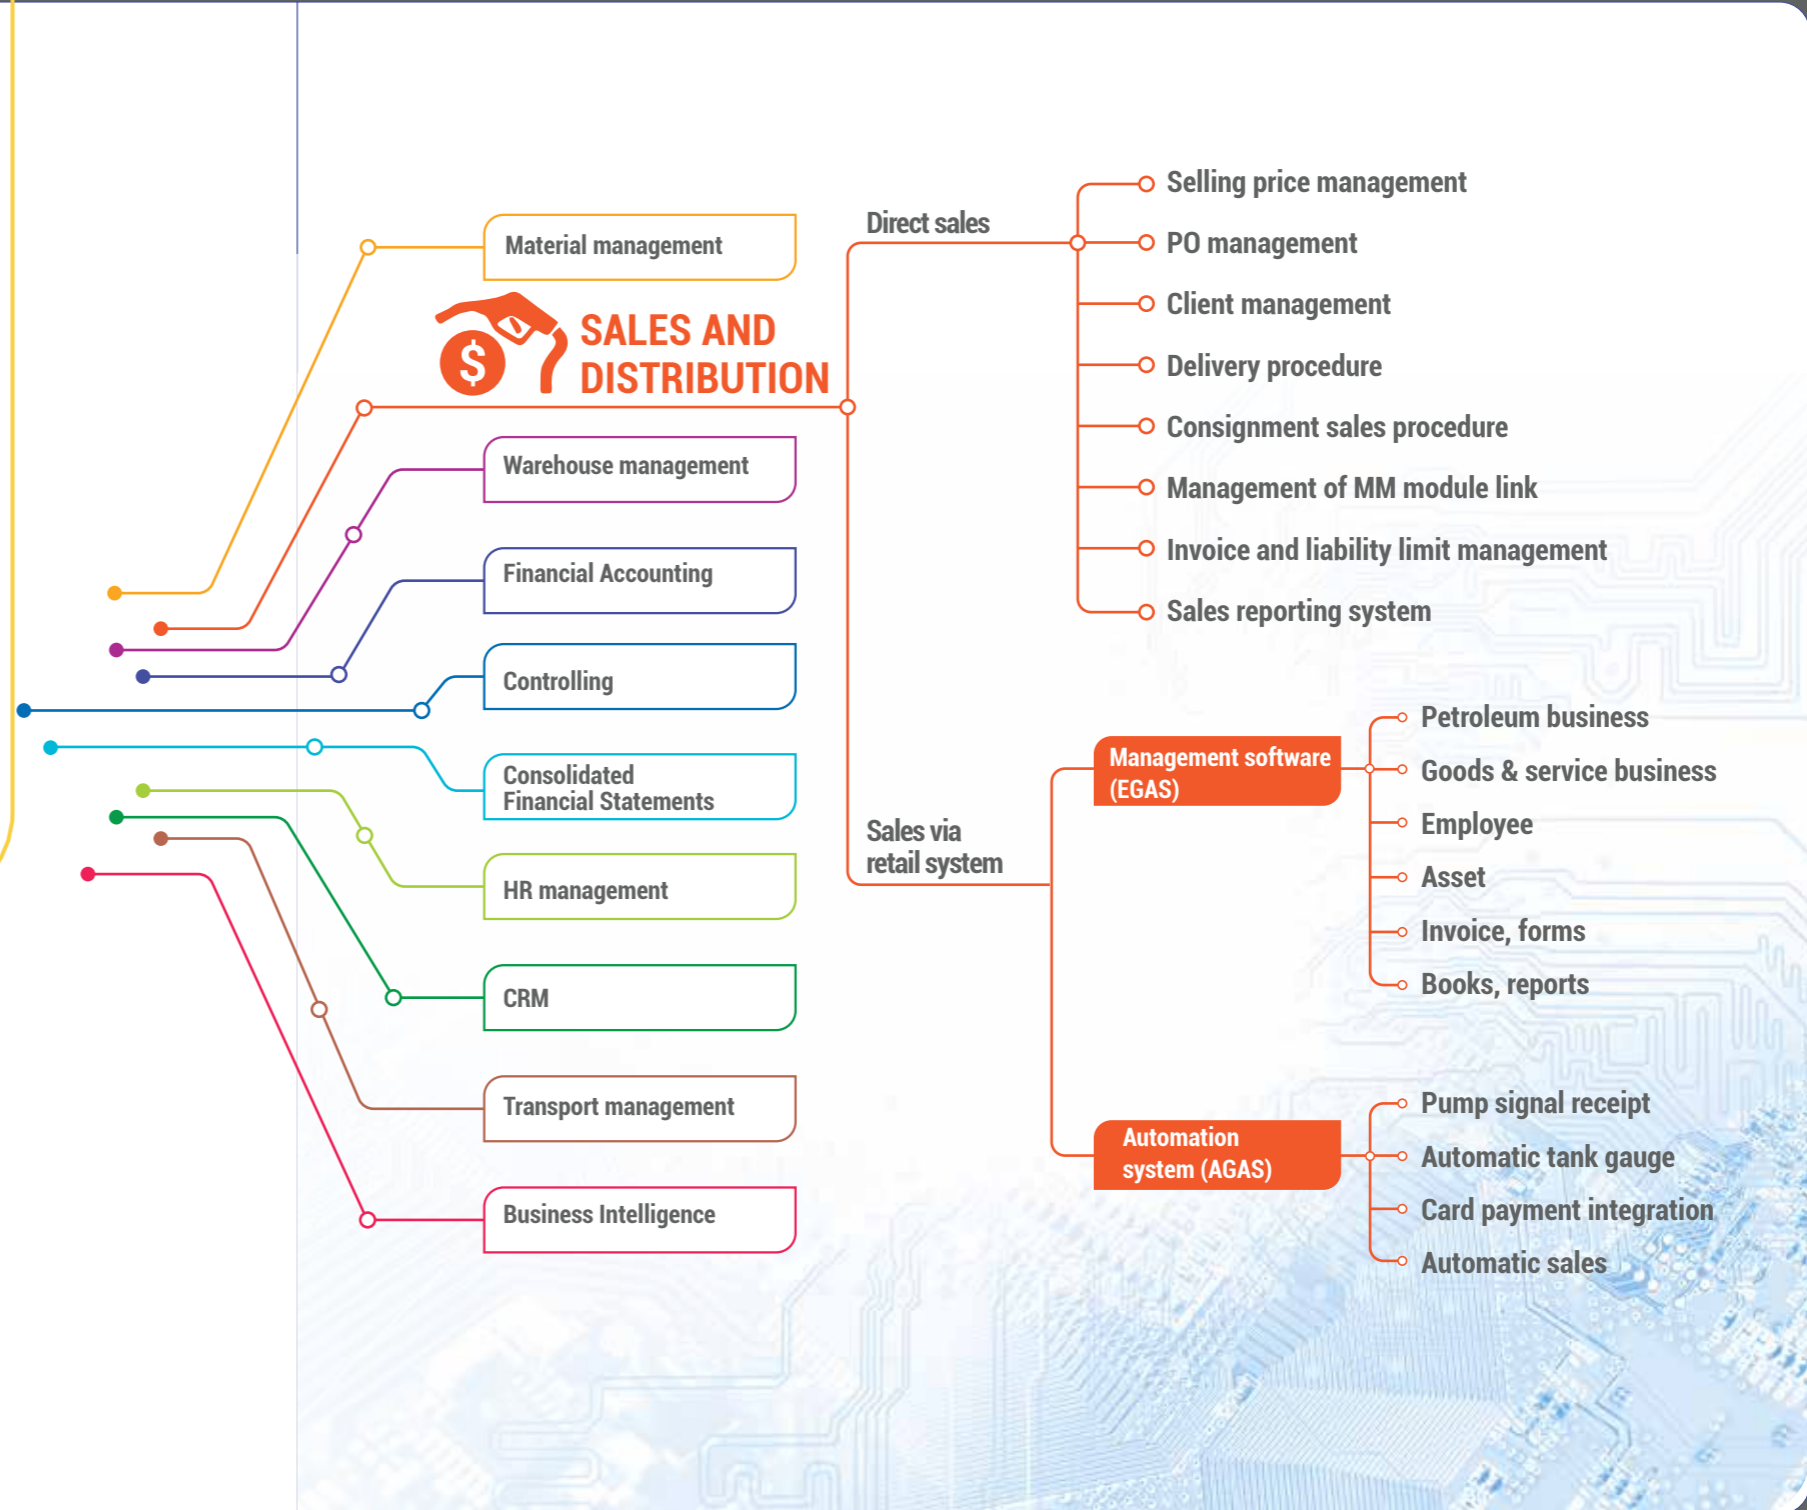 Material management
$
SALES AND
DISTRIBUTION
Warehouse management
Financial Accounting
Controlling
Consolidated
Financial Statements
HR management
CRM
Transport management
Business Intelligence
Direct sales
Selling price management
PO management
Client management
Delivery procedure
Consignment sales procedure
Management of MM module link
Invoice and liability limit management
Sales reporting system
Sales via
retail system
Management software
(EGAS)
Petroleum business
Goods & service business
Employee
Asset
Invoice, forms
Books, reports
Automation
system (AGAS)
Pump signal receipt
Automatic tank gauge
Card payment integration
Automatic sales